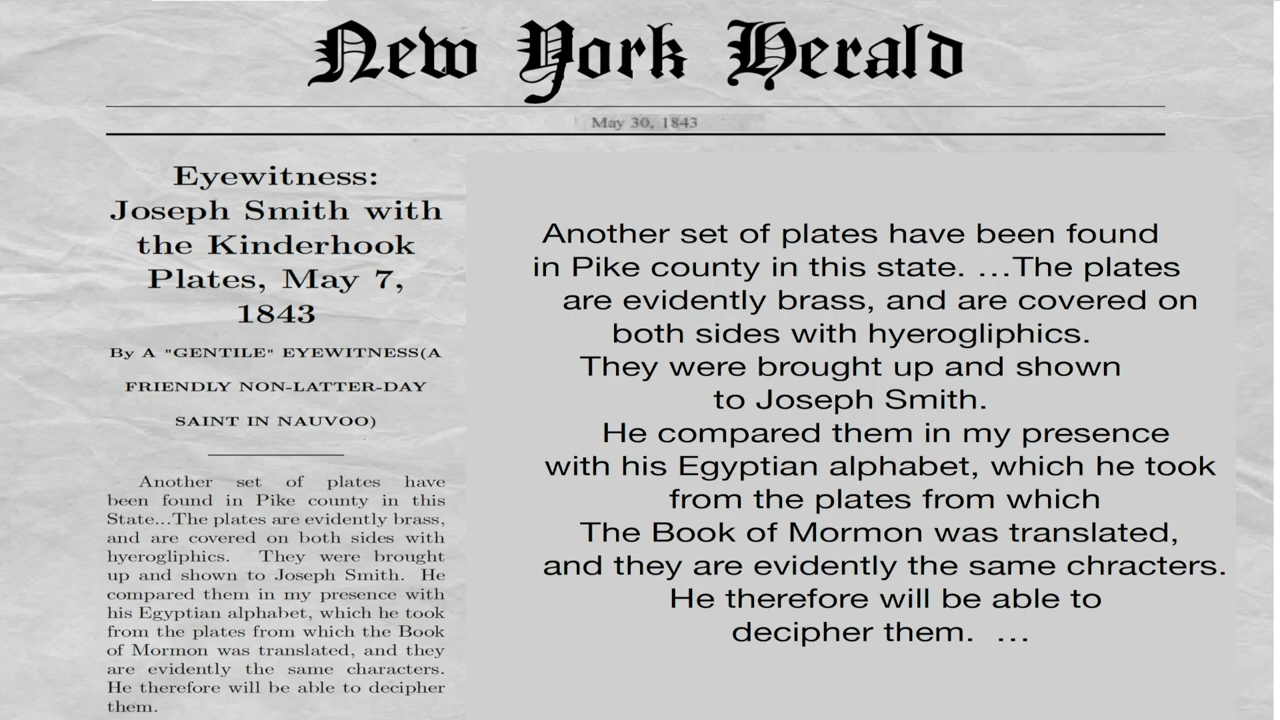 New York Herald
May 30, 1843
Eyewitness:
Joseph Smith with
the Kinderhook
Plates, May 7,
1843
By A "GENTILE" EYEWITNESS(A
FRIENDLY NON-LATTER-DAY
SAINT IN NAUVOO)
Another set of plates have
been found in Pike county in this
State...The plates are evidently brass,
and are covered on both sides with
hyerogliphics. They were brought
up and shown to Joseph Smith. He
compared them in my presence with
his Egyptian alphabet, which he took
from the plates from which the Book
of Mormon was translated, and they
are evidently the same characters.
He therefore will be able to decipher
them.
Another set of plates have been found
in Pike county in this state. ...The plates
are evidently brass, and are covered on
both sides with hyerogliphics.
They were brought up and shown
to Joseph Smith.
He compared them in my presence
with his Egyptian alphabet, which he took
from the plates from which
The Book of Mormon was translated,
and they are evidently the same chracters.
He therefore will be able to
decipher them. ...